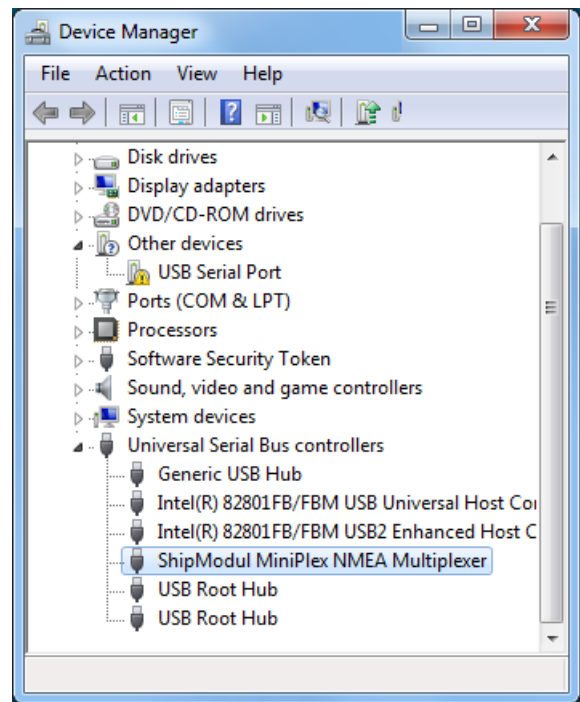 Device Manager
File Action View Help
Disk drives
Display adapters
DVD/CD-ROM drives
Other devices
USB Serial Port
Ports (COM & LPT)
Processors
Software Security Token
Sound, video and game controllers
System devices
Universal Serial Bus controllers
Generic USB Hub
Intel(R) 82801FB/FBM USB Universal Host Co
Intel(R) 82801FB/FBM USB2 Enhanced Host C
ShipModul MiniPlex NMEA Multiplexer
USB Root Hub
USB Root Hub